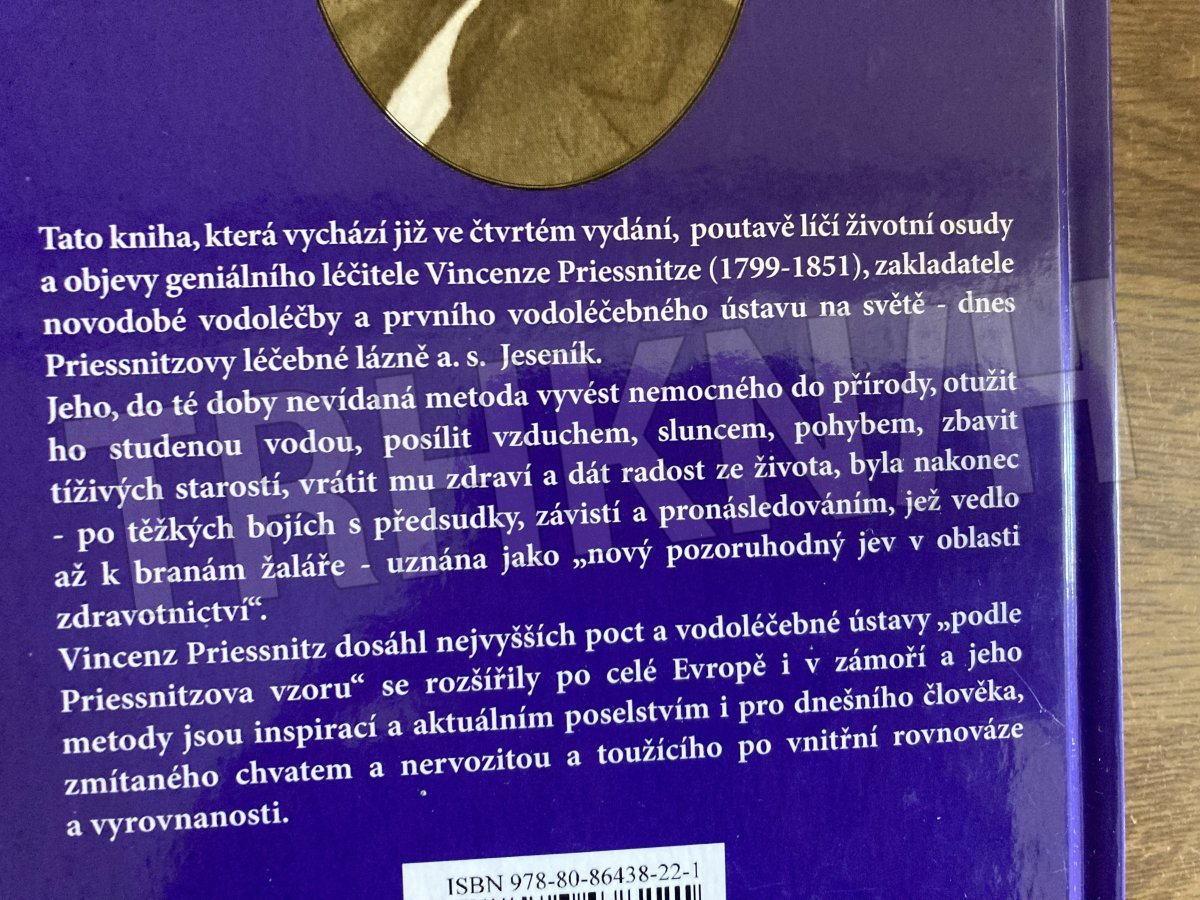 Tato kniha, která vychází již ve čtvrtém vydání, poutavě líčí životní osudy
a objevy geniálního léčitele Vincenze Priessnitze (1799-1851), zakladatele
novodobé vodoléčby a prvního vodoléčebného ústavu na světě - dnes
Priessnitzovy léčebné lázně a. s. Jeseník.
Jeho, do té doby nevídaná metoda vyvést nemocného do přírody, otužit
ho studenou vodou, posílit vzduchem, sluncem, pohybem, zbavit
tíživých starostí, vrátit mu zdraví a dát radost ze života, byla nakonec
- po těžkých bojích s předsudky, závistí a pronásledováním, jež vedlo
až k branám žaláře - uznána jako „nový pozoruhodný jev v oblasti
zdravotnictví“.
Vincenz Priessnitz dosáhl nejvyšších poct a vodoléčebné ústavy „podle
Priessnitzova vzoru“ se rozšířily po celé Evropě i v zámoří a jeho
metody jsou inspirací a aktuálním poselstvím i pro dnešního člověka,
zmítaného chvatem a nervozitou a toužícího po vnitřní rovnováze
a vyrovnanosti.
ISBN 978-80-86438-22-1